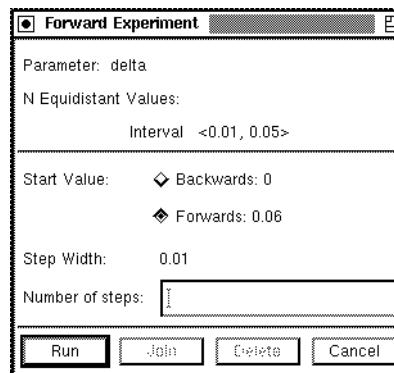 Forward Experiment
Parameter: delta
N Equidistant Values:
Interval <0.01, 0.05>
Start Value: Backwards: 0
Forwards: 0.06
Step Width: 0.01
Number of steps:
Run Join Delete Cancel